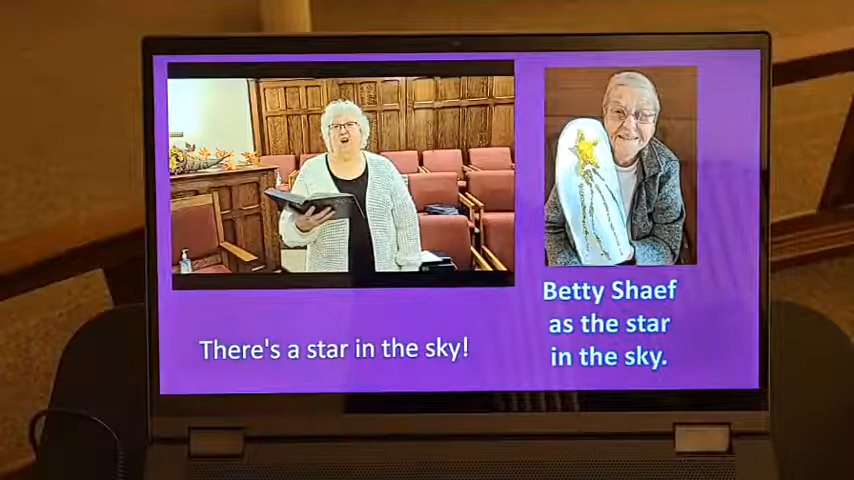 There's a star in the sky!
Betty Shaef
as the star
in the sky.